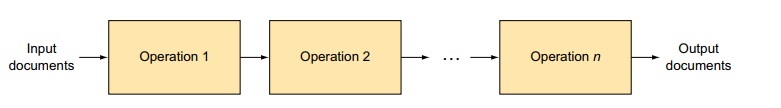 Input
documents
Operation 1
Operation 2
...
Operation n
Output
documents